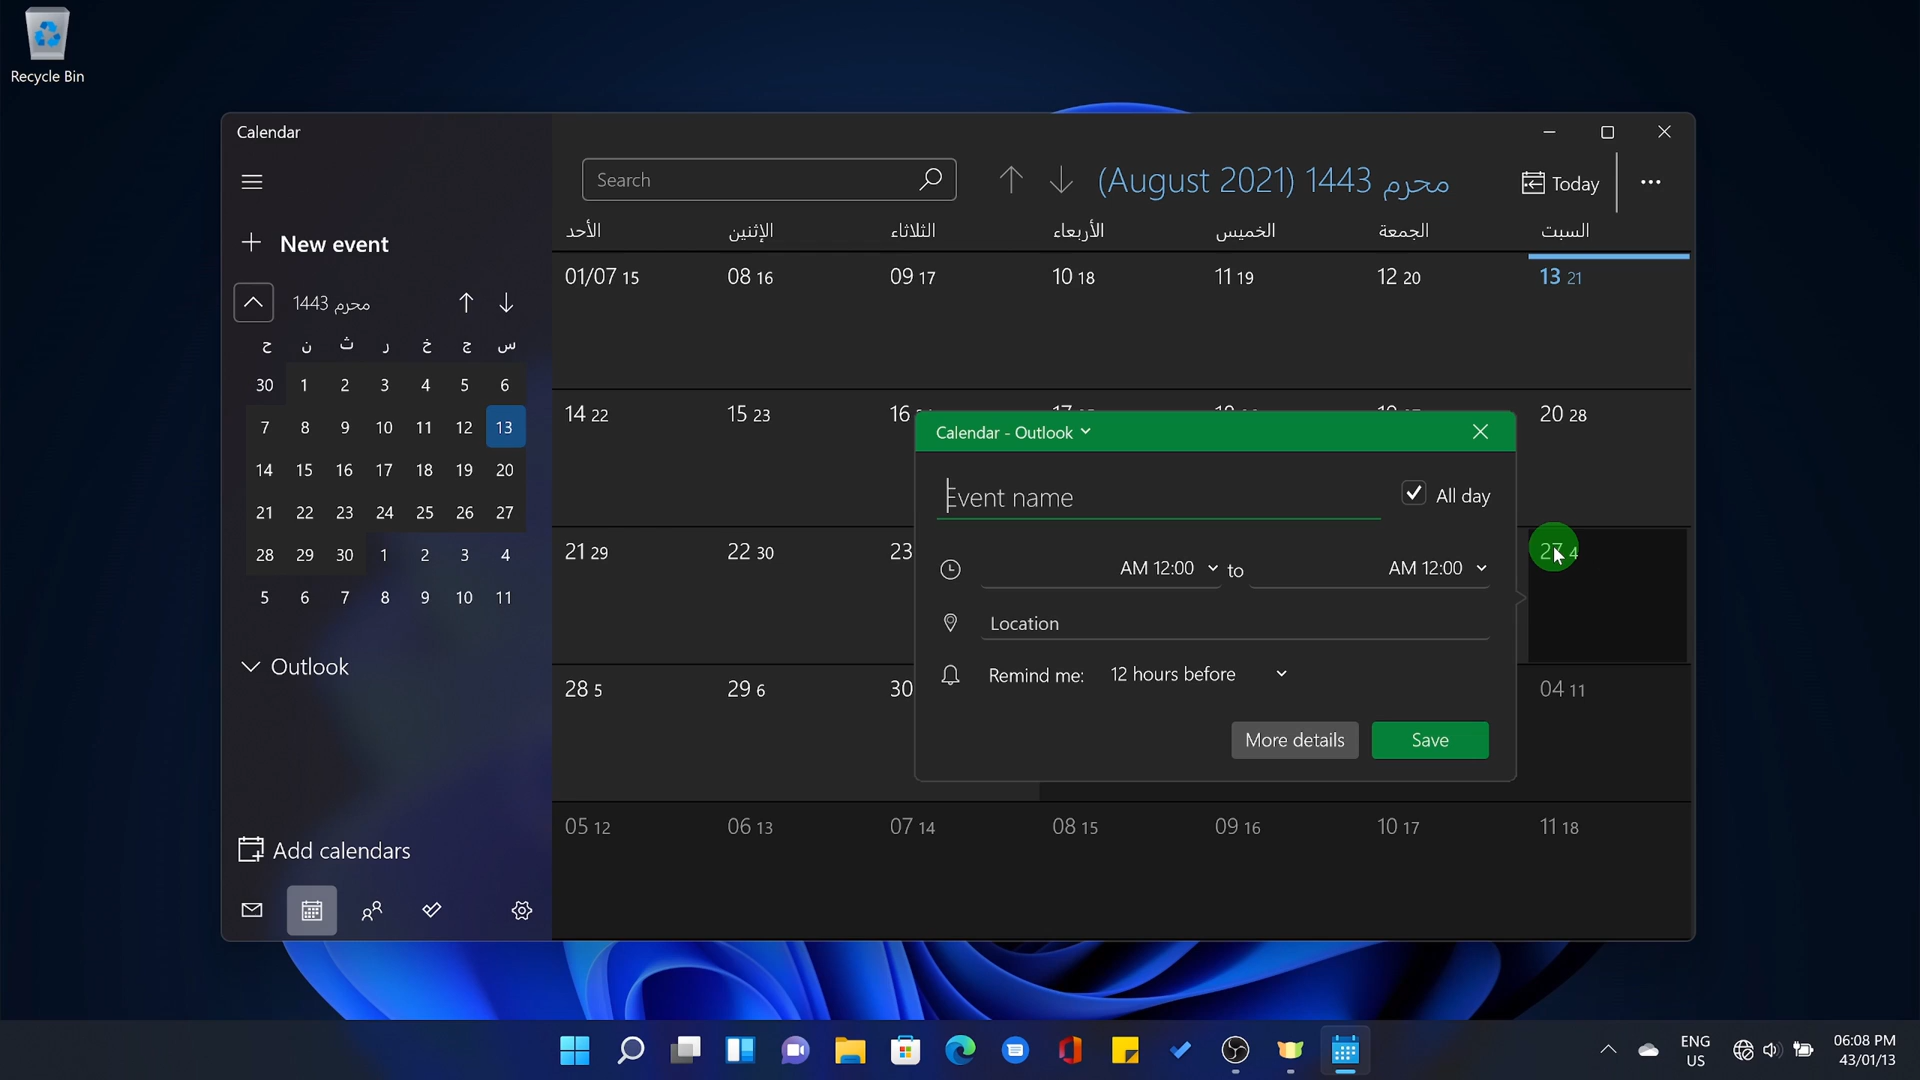 Recycle Bin
Calendar
Search
محرم 1443 (August 2021)
Today
New event
الأحد الإثنين الثلاثاء الأربعاء الخميس الجمعة السبت
محرم 1443
ح ن ث ر خ ج س
30 1 2 3 4 5 6
7 8 9 10 11 12 13
14 15 16 17 18 19 20
21 22 23 24 25 26 27
28 29 30 1 2 3 4
5 6 7 8 9 10 11
Outlook
Add calendars
01/07 15 08 16 09 17 10 18 11 19 12 20 13 21
14 22 15 23 16 20 28
21 29 22 30 23 27 4
28 5 29 6 30 04 11
05 12 06 13 07 14 08 15 09 16 10 17 11 18
Calendar - Outlook
Event name
All day
AM 12:00 to AM 12:00
Location
Remind me: 12 hours before
More details Save
ENG
US
06:08 PM
43/01/13